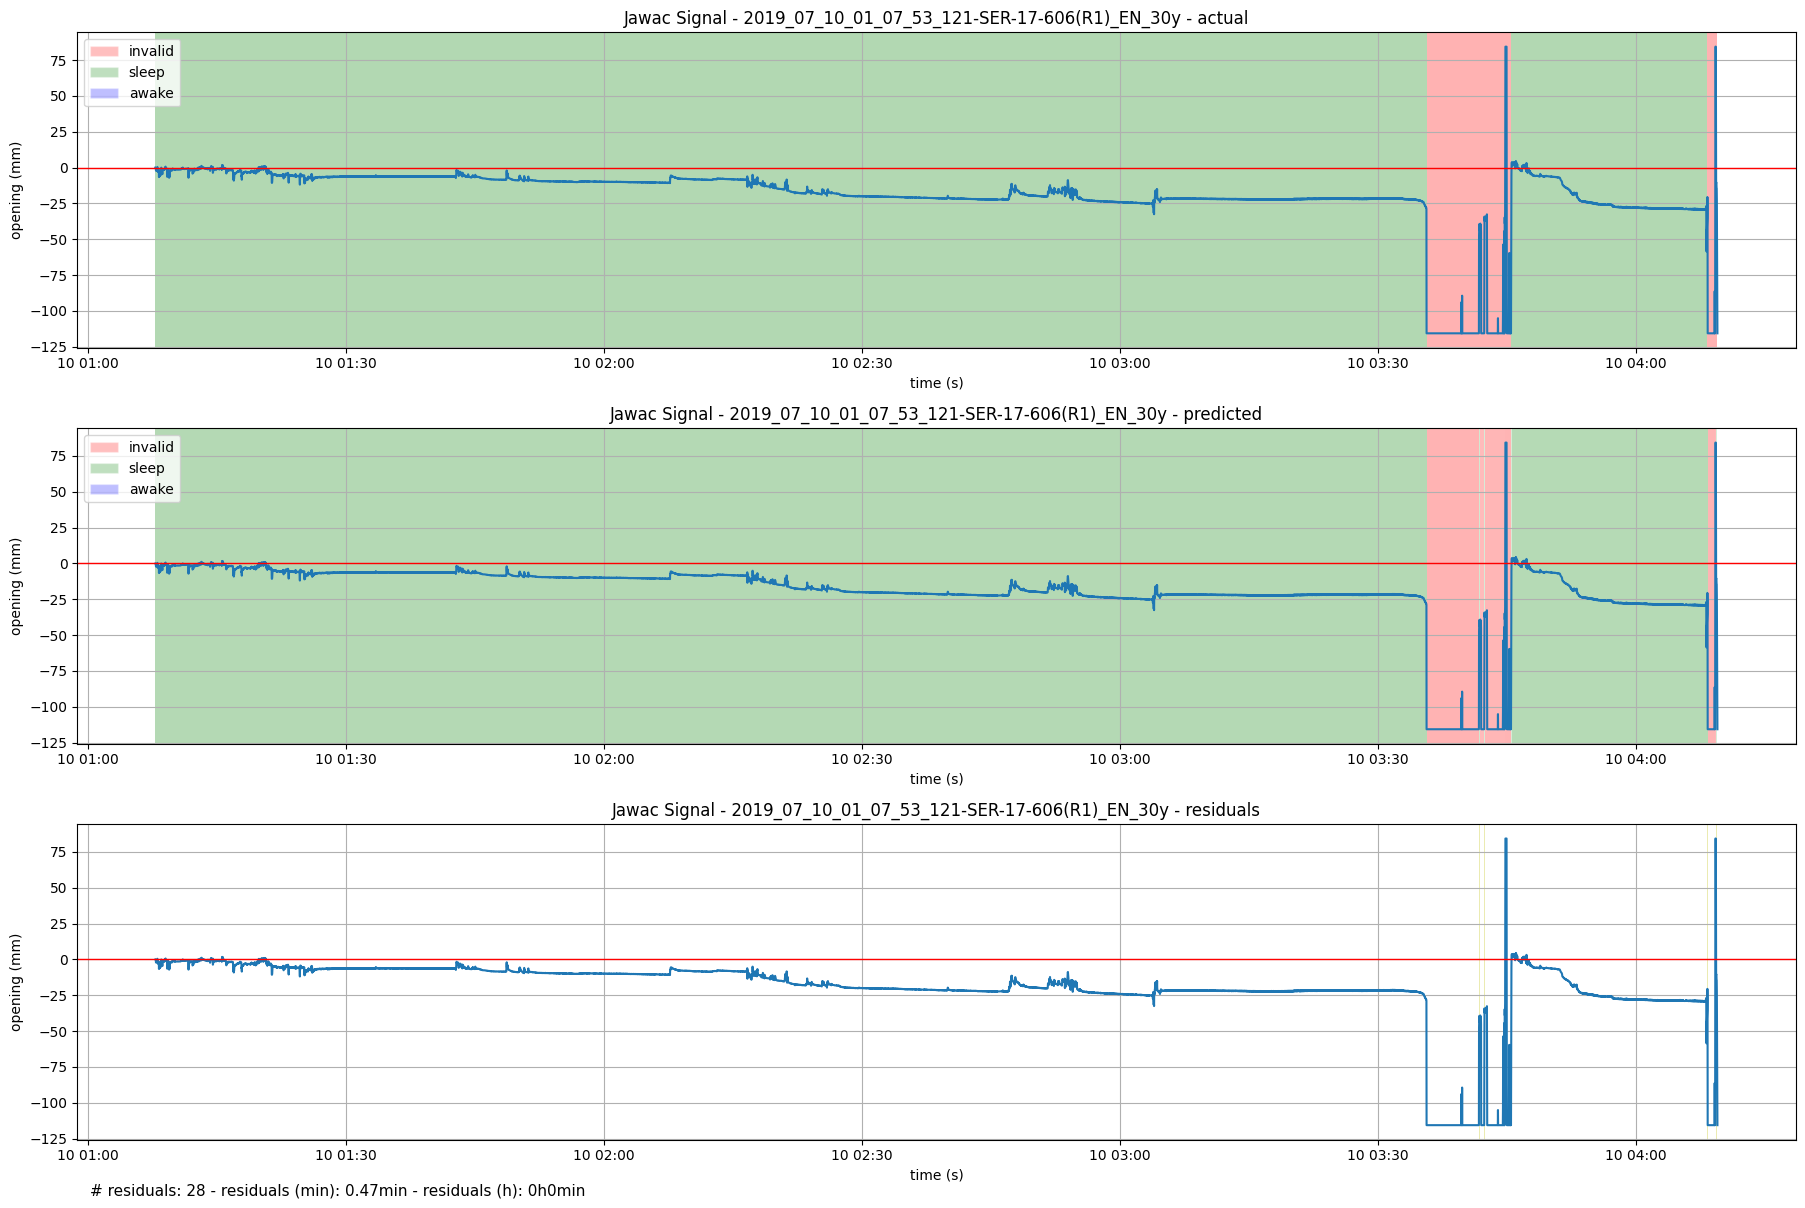 Jawac Signal - 2019_07_10_01_07_53_121-SER-17-606(R1)_EN_30y - actual
invalid
sleep
awake
opening (mm)
75
50
25
0
−25
−50
−75
−100
−125
10 01:00 10 01:30 10 02:00 10 02:30 10 03:00 10 03:30 10 04:00
time (s)
Jawac Signal - 2019_07_10_01_07_53_121-SER-17-606(R1)_EN_30y - predicted
invalid
sleep
awake
opening (mm)
75
50
25
0
−25
−50
−75
−100
−125
10 01:00 10 01:30 10 02:00 10 02:30 10 03:00 10 03:30 10 04:00
time (s)
Jawac Signal - 2019_07_10_01_07_53_121-SER-17-606(R1)_EN_30y - residuals
opening (mm)
75
50
25
0
−25
−50
−75
−100
−125
10 01:00 10 01:30 10 02:00 10 02:30 10 03:00 10 03:30 10 04:00
time (s)
# residuals: 28 - residuals (min): 0.47min - residuals (h): 0h0min